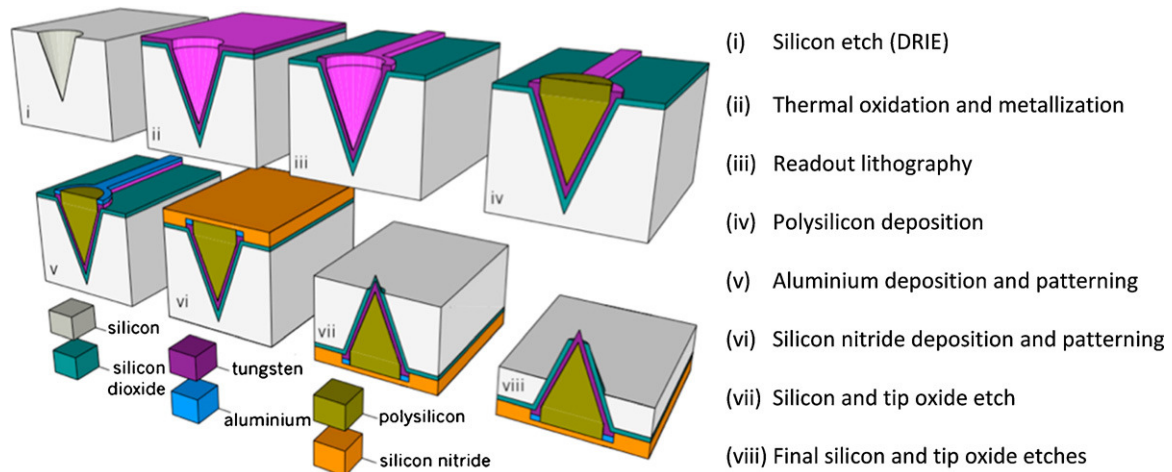 i
ii
iii
iv
v
vi
vii
viii
silicon
silicon
dioxide
tungsten
aluminium
polysilicon
silicon nitride
(i) Silicon etch (DRIE)
(ii) Thermal oxidation and metallization
(iii) Readout lithography
(iv) Polysilicon deposition
(v) Aluminium deposition and patterning
(vi) Silicon nitride deposition and patterning
(vii) Silicon and tip oxide etch
(viii) Final silicon and tip oxide etches